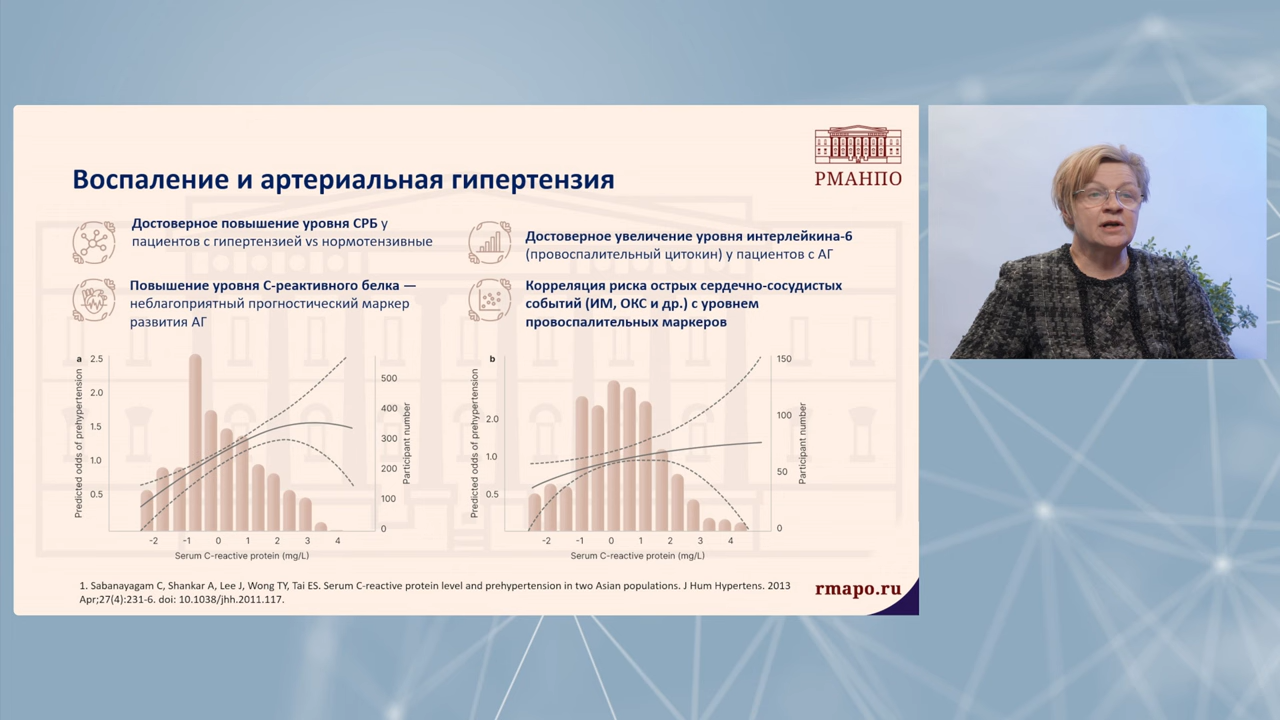 РМАНПО
Воспаление и артериальная гипертензия
Достоверное повышение уровня СРБ у
пациентов с гипертензией vs нормотензивные
Повышение уровня С-реактивного белка —
неблагоприятный прогностический маркер
развития АГ
Достоверное увеличение уровня интерлейкина-6
(провоспалительный цитокин) у пациентов с АГ
Корреляция риска острых сердечно-сосудистых
событий (ИМ, ОКС и др.) с уровнем
провоспалительных маркеров
a
Predicted odds of prehypertension
2.5
2.0
1.5
1.0
0.5
500
400
300
200
100
0
Participant number
-2 -1 0 1 2 3 4
Serum C-reactive protein (mg/L)
b
Predicted odds of prehypertension
2.0
1.0
0.5
150
100
50
0
Participant number
-2 -1 0 1 2 3 4
Serum C-reactive protein (mg/L)
1. Sabanayagam C, Shankar A, Lee J, Wong TY, Tai ES. Serum C-reactive protein level and prehypertension in two Asian populations. J Hum Hypertens. 2013
Apr;27(4):231-6. doi: 10.1038/jhh.2011.117.
rmapo.ru